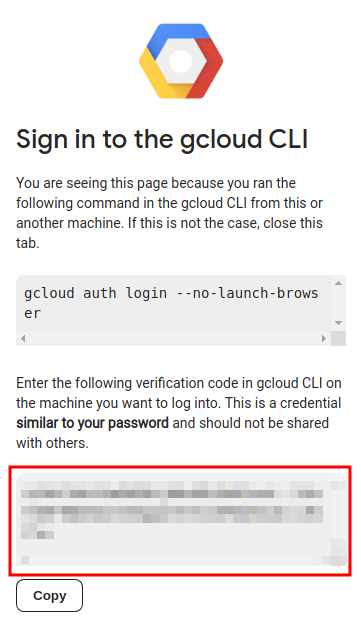 Sign in to the gcloud CLI
You are seeing this page because you ran the
following command in the gcloud CLI from this or
another machine. If this is not the case, close this
tab.
gcloud auth login --no-launch-brows
er
Enter the following verification code in gcloud CLI on
the machine you want to log into. This is a credential
similar to your password and should not be shared
with others.
Copy